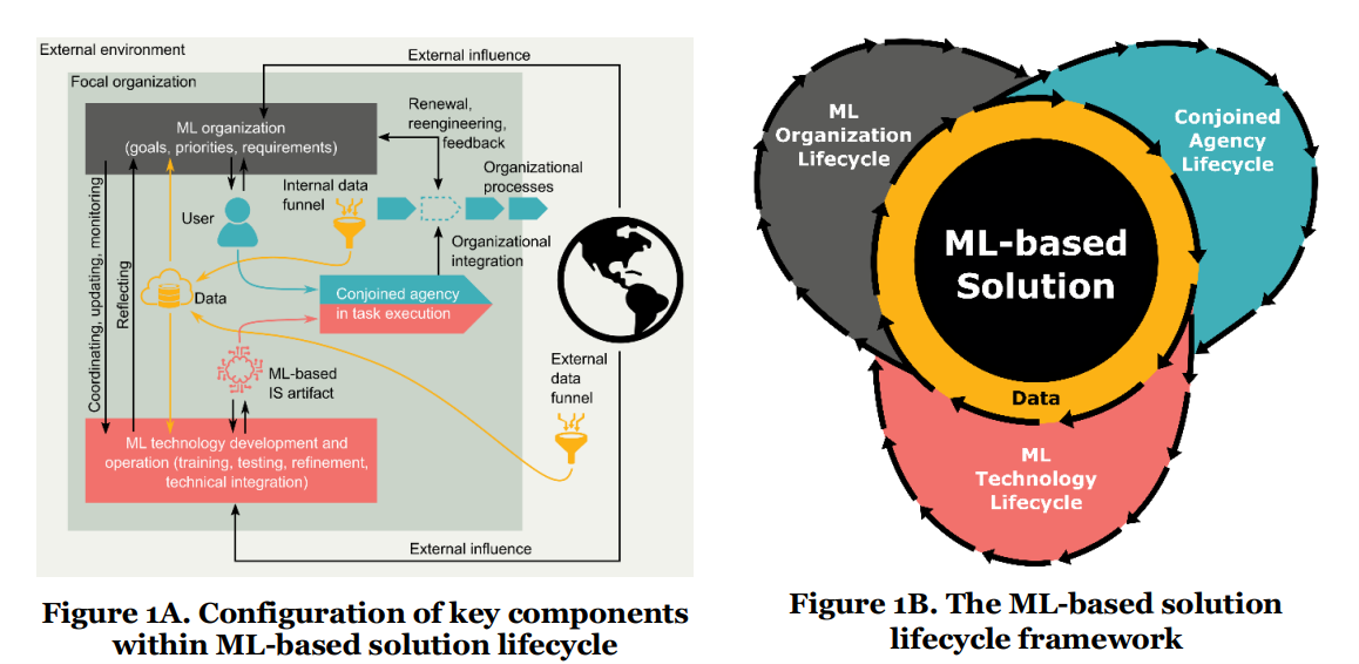 External environment
External influence
Focal organization
ML organization
(goals, priorities, requirements)
Renewal,
reengineering,
feedback
Organizational
processes
Internal data
funnel
User
Organizational
integration
Coordinating, updating, monitoring
Reflecting
Data
Conjoined agency
in task execution
ML-based
IS artifact
External
data
funnel
ML technology development and
operation (training, testing, refinement,
technical integration)
External influence
Figure 1A. Configuration of key components
within ML-based solution lifecycle
ML
Organization
Lifecycle
Conjoined
Agency
Lifecycle
ML-based
Solution
Data
ML
Technology
Lifecycle
Figure 1B. The ML-based solution
lifecycle framework